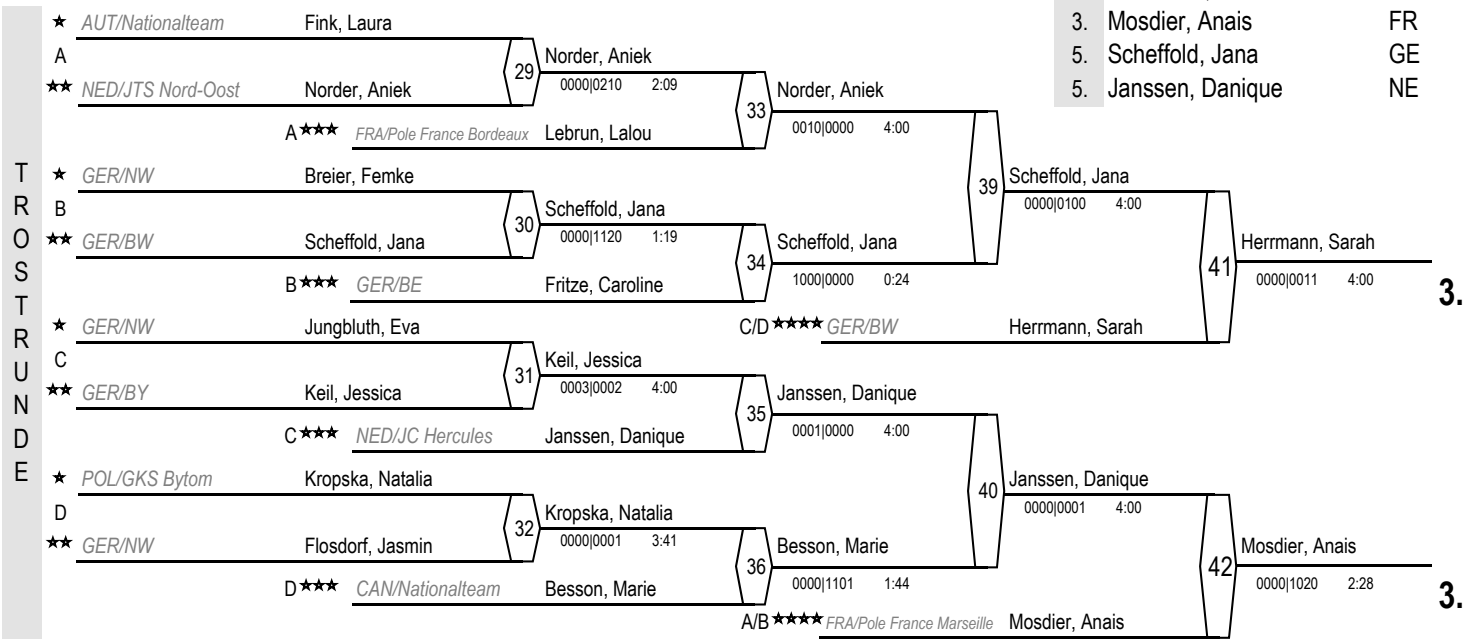 ★ AUT/Nationalteam Fink, Laura
3. Mosdier, Anais FR
A
29 Norder, Aniek
5. Scheffold, Jana GE
★★ NED/JTS Nord-Oost Norder, Aniek
0000|0210 2:09
33 Norder, Aniek
5. Janssen, Danique NE
A★★★ FRA/Pole France Bordeaux Lebrun, Lalou
0010|0000 4:00
TROSTRUNDE
★ GER/NW Breier, Femke
39 Scheffold, Jana
0000|0100 4:00
B
30 Scheffold, Jana
★★ GER/BW Scheffold, Jana
0000|1120 1:19
34 Scheffold, Jana
41 Herrmann, Sarah
B★★★ GER/BE Fritze, Caroline
1000|0000 0:24
0000|0011 4:00
3.
★ GER/NW Jungbluth, Eva
C/D★★★★ GER/BW Herrmann, Sarah
C
31 Keil, Jessica
★★ GER/BY Keil, Jessica
0003|0002 4:00
35 Janssen, Danique
C★★★ NED/JC Hercules Janssen, Danique
0001|0000 4:00
★ POL/GKS Bytom Kropska, Natalia
40 Janssen, Danique
0000|0001 4:00
D
32 Kropska, Natalia
★★ GER/NW Flosdorf, Jasmin
0000|0001 3:41
36 Besson, Marie
42 Mosdier, Anais
D★★★ CAN/Nationalteam Besson, Marie
0000|1101 1:44
0000|1020 2:28
3.
A/B★★★★ FRA/Pole France Marseille Mosdier, Anais